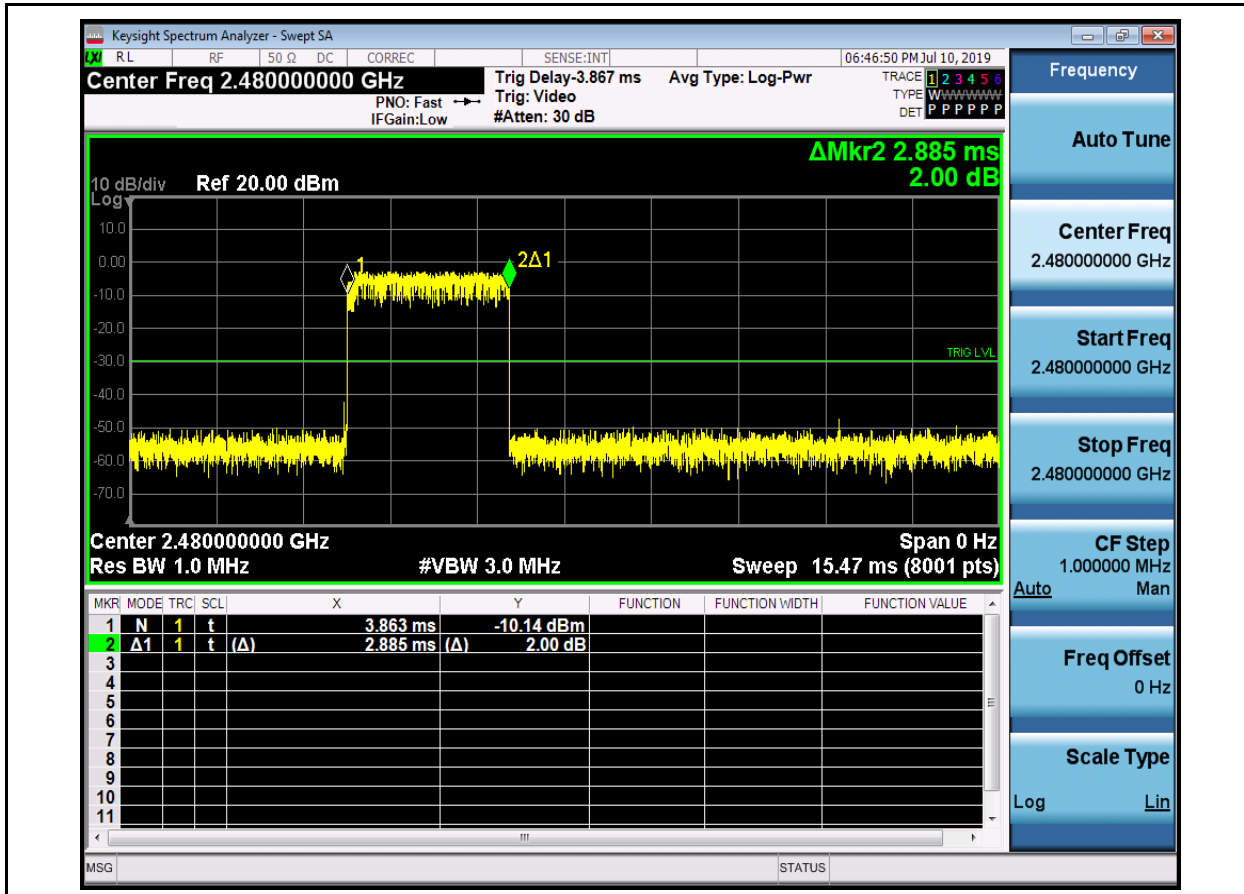 Keysight Spectrum Analyzer - Swept SA
LXI RL RF 50 Ω DC CORREC SENSE:INT 06:46:50 PM Jul 10, 2019
Center Freq 2.480000000 GHz
PNO: Fast
IFGain:Low
Trig Delay-3.867 ms
Trig: Video
#Atten: 30 dB
Avg Type: Log-Pwr
TRACE 1 2 3 4 5 6
TYPE WWWWWW
DET P P P P P P
ΔMkr2 2.885 ms
2.00 dB
10 dB/div
Log
Ref 20.00 dBm
10.0
0.00
-10.0
-20.0
-30.0
-40.0
-50.0
-60.0
-70.0
1
2Δ1
TRIG LVL
Center 2.480000000 GHz Span 0 Hz
Res BW 1.0 MHz #VBW 3.0 MHz Sweep 15.47 ms (8001 pts)
MKR MODE TRC SCL X Y FUNCTION FUNCTION WIDTH FUNCTION VALUE
1 N 1 t 3.863 ms -10.14 dBm
2 Δ1 1 t (Δ) 2.885 ms (Δ) 2.00 dB
3
4
5
6
7
8
9
10
11
MSG STATUS
Frequency
Auto Tune
Center Freq
2.480000000 GHz
Start Freq
2.480000000 GHz
Stop Freq
2.480000000 GHz
CF Step
1.000000 MHz
Auto Man
Freq Offset
0 Hz
Scale Type
Log Lin